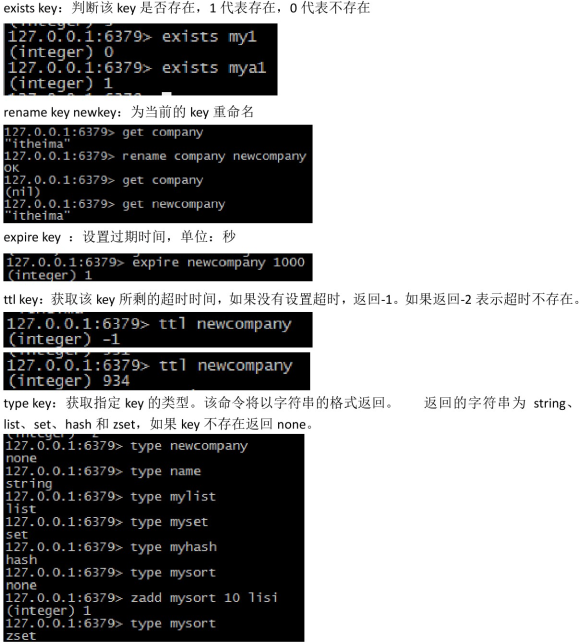 exists key：判断该 key 是否存在，1 代表存在，0 代表不存在
127.0.0.1:6379> exists my1
(integer) 0
127.0.0.1:6379> exists mya1
(integer) 1
rename key newkey：为当前的 key 重命名
127.0.0.1:6379> get company
"itheima"
127.0.0.1:6379> rename company newcompany
OK
127.0.0.1:6379> get company
(nil)
127.0.0.1:6379> get newcompany
"itheima"
expire key ：设置过期时间，单位：秒
127.0.0.1:6379> expire newcompany 1000
(integer) 1
ttl key：获取该 key 所剩的超时时间，如果没有设置超时，返回-1。如果返回-2 表示超时不存在。
127.0.0.1:6379> ttl newcompany
(integer) -1
127.0.0.1:6379> ttl newcompany
(integer) 934
type key：获取指定 key 的类型。该命令将以字符串的格式返回。 返回的字符串为 string、
list、set、hash 和 zset，如果 key 不存在返回 none。
127.0.0.1:6379> type newcompany
none
127.0.0.1:6379> type name
string
127.0.0.1:6379> type mylist
list
127.0.0.1:6379> type myset
set
127.0.0.1:6379> type myhash
hash
127.0.0.1:6379> type mysort
none
127.0.0.1:6379> zadd mysort 10 lisi
(integer) 1
127.0.0.1:6379> type mysort
zset